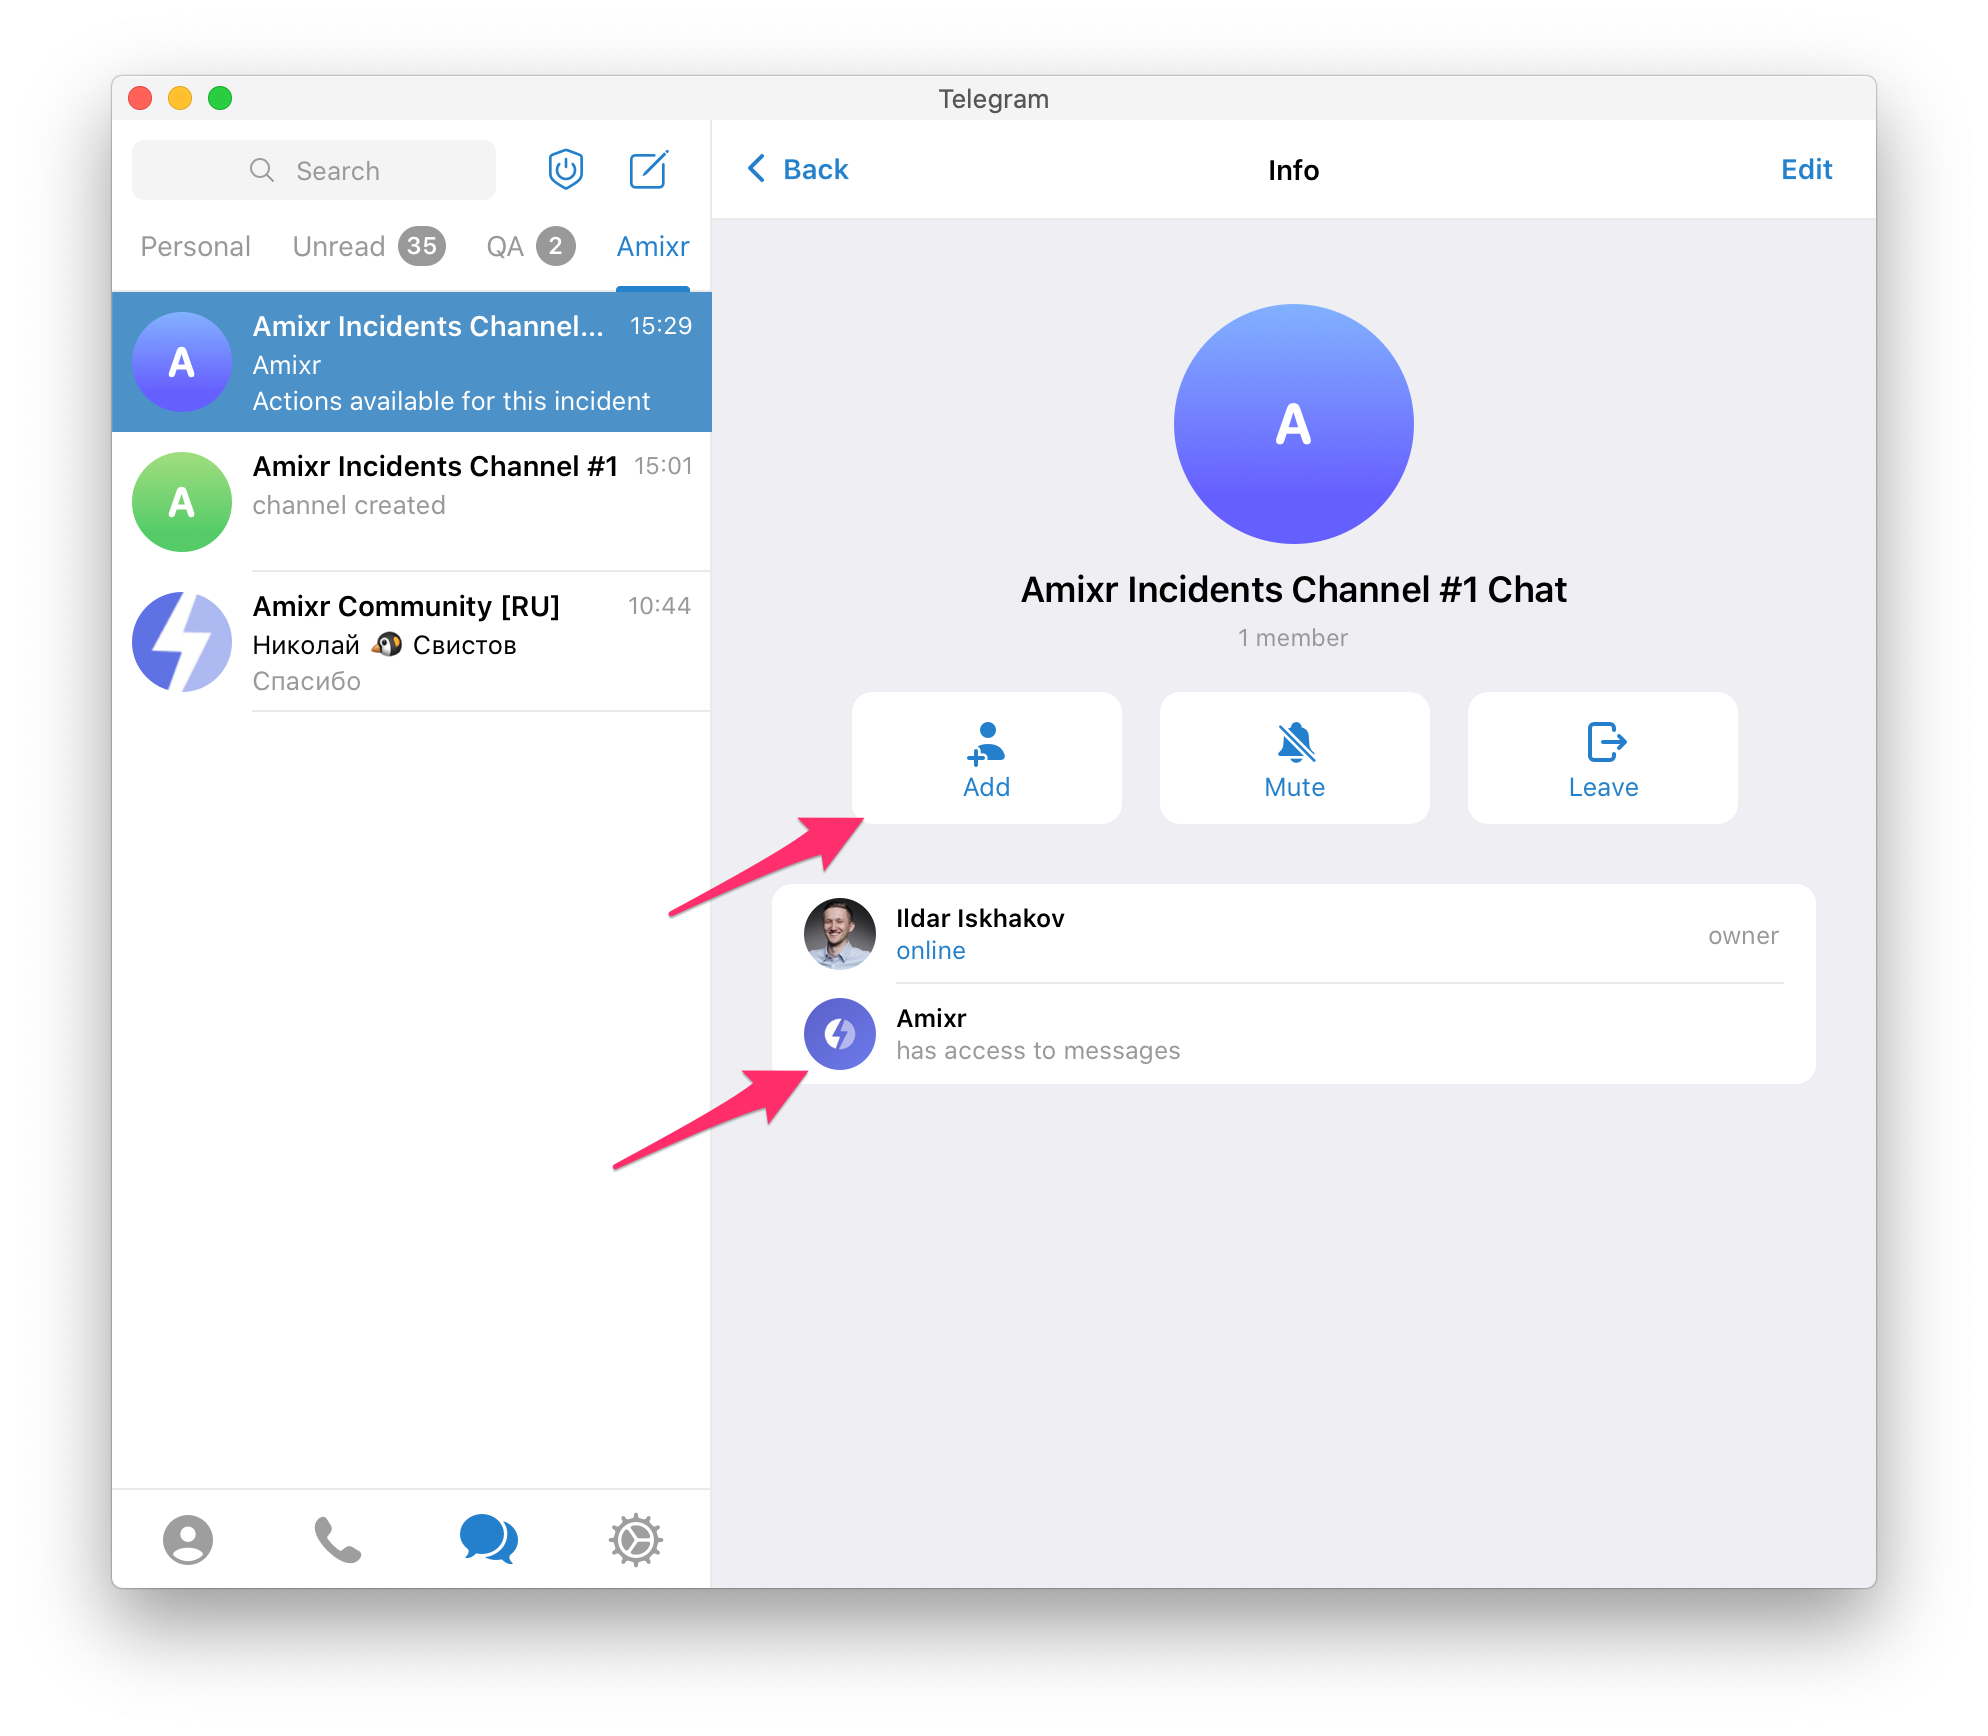 Telegram
Search
Personal Unread 35 QA 2 Amixr
Amixr Incidents Channel... 15:29
Amixr
Actions available for this incident
A
Amixr Incidents Channel #1 15:01
channel created
A
Amixr Community [RU] 10:44
Николай 🐧 Свистов
Спасибо
Back Info Edit
A
Amixr Incidents Channel #1 Chat
1 member
Add Mute Leave
Ildar Iskhakov
online
owner
Amixr
has access to messages